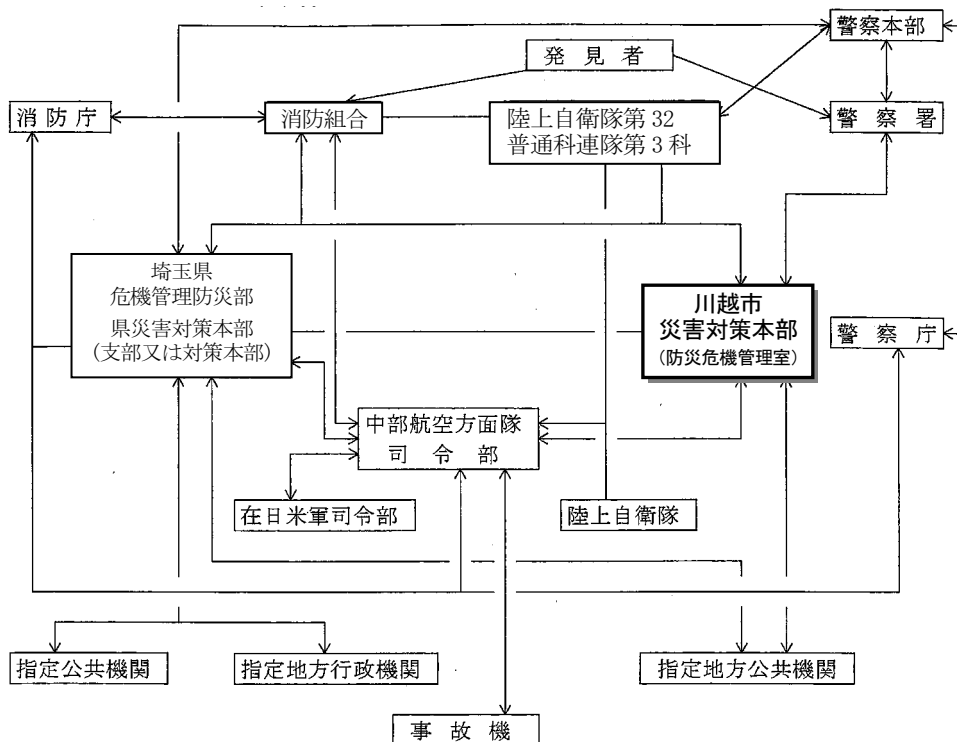 警察本部
発見者
消防庁
消防組合
陸上自衛隊第32
普通科連隊第3科
警察署
埼玉県
危機管理防災部
県災害対策本部
(支部又は対策本部)
川越市
災害対策本部
(防災危機管理室)
警察庁
中部航空方面隊
司令部
在日米軍司令部
陸上自衛隊
指定公共機関
指定地方行政機関
指定地方公共機関
事故機